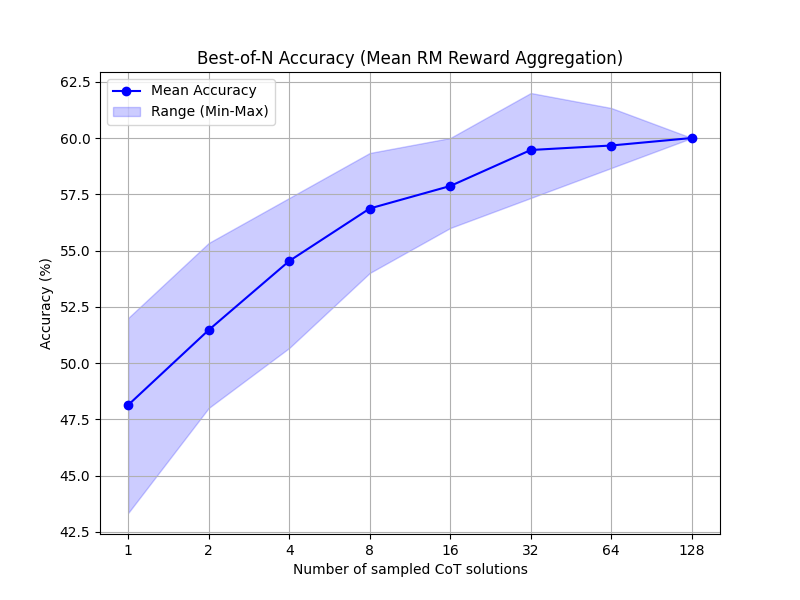 Best-of-N Accuracy (Mean RM Reward Aggregation)
Mean Accuracy
Range (Min-Max)
62.5
60.0
57.5
55.0
52.5
50.0
47.5
45.0
42.5
Accuracy (%)
1 2 4 8 16 32 64 128
Number of sampled CoT solutions